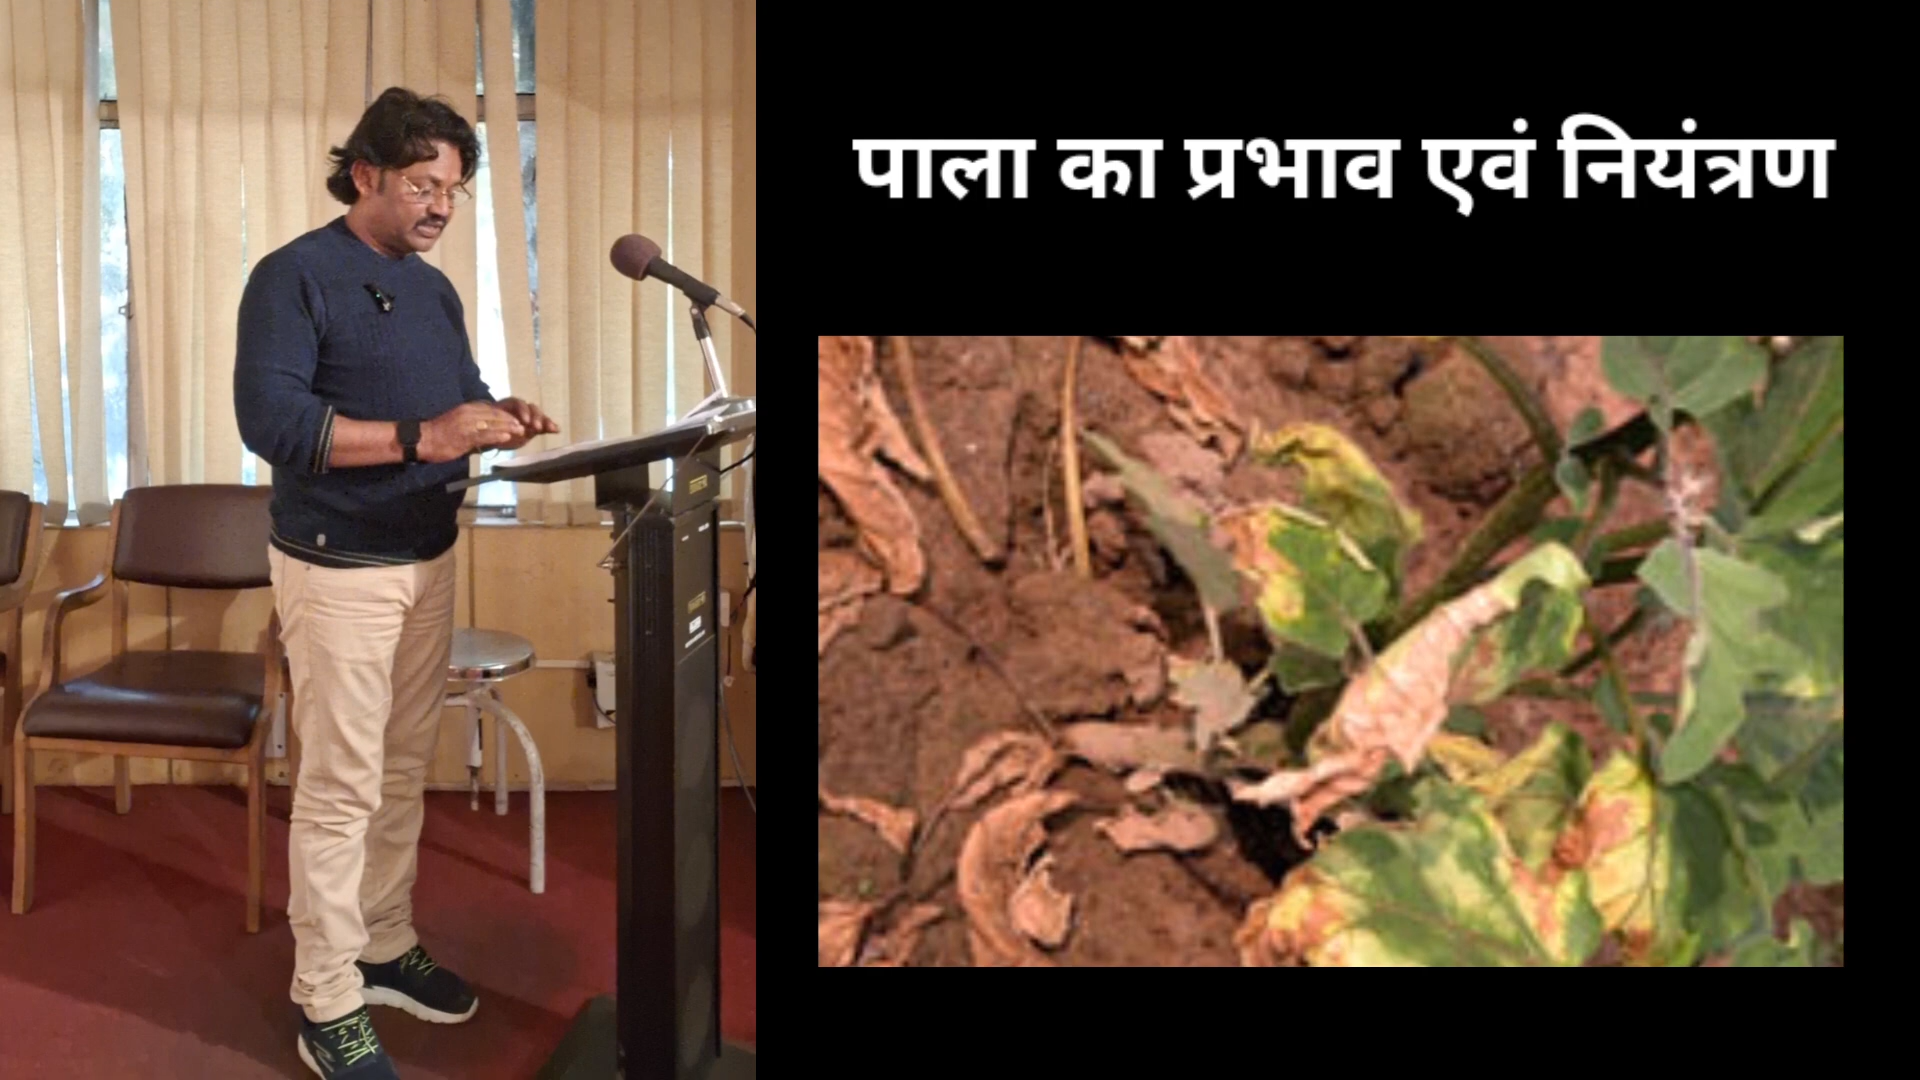 पाला का प्रभाव एवं नियंत्रण